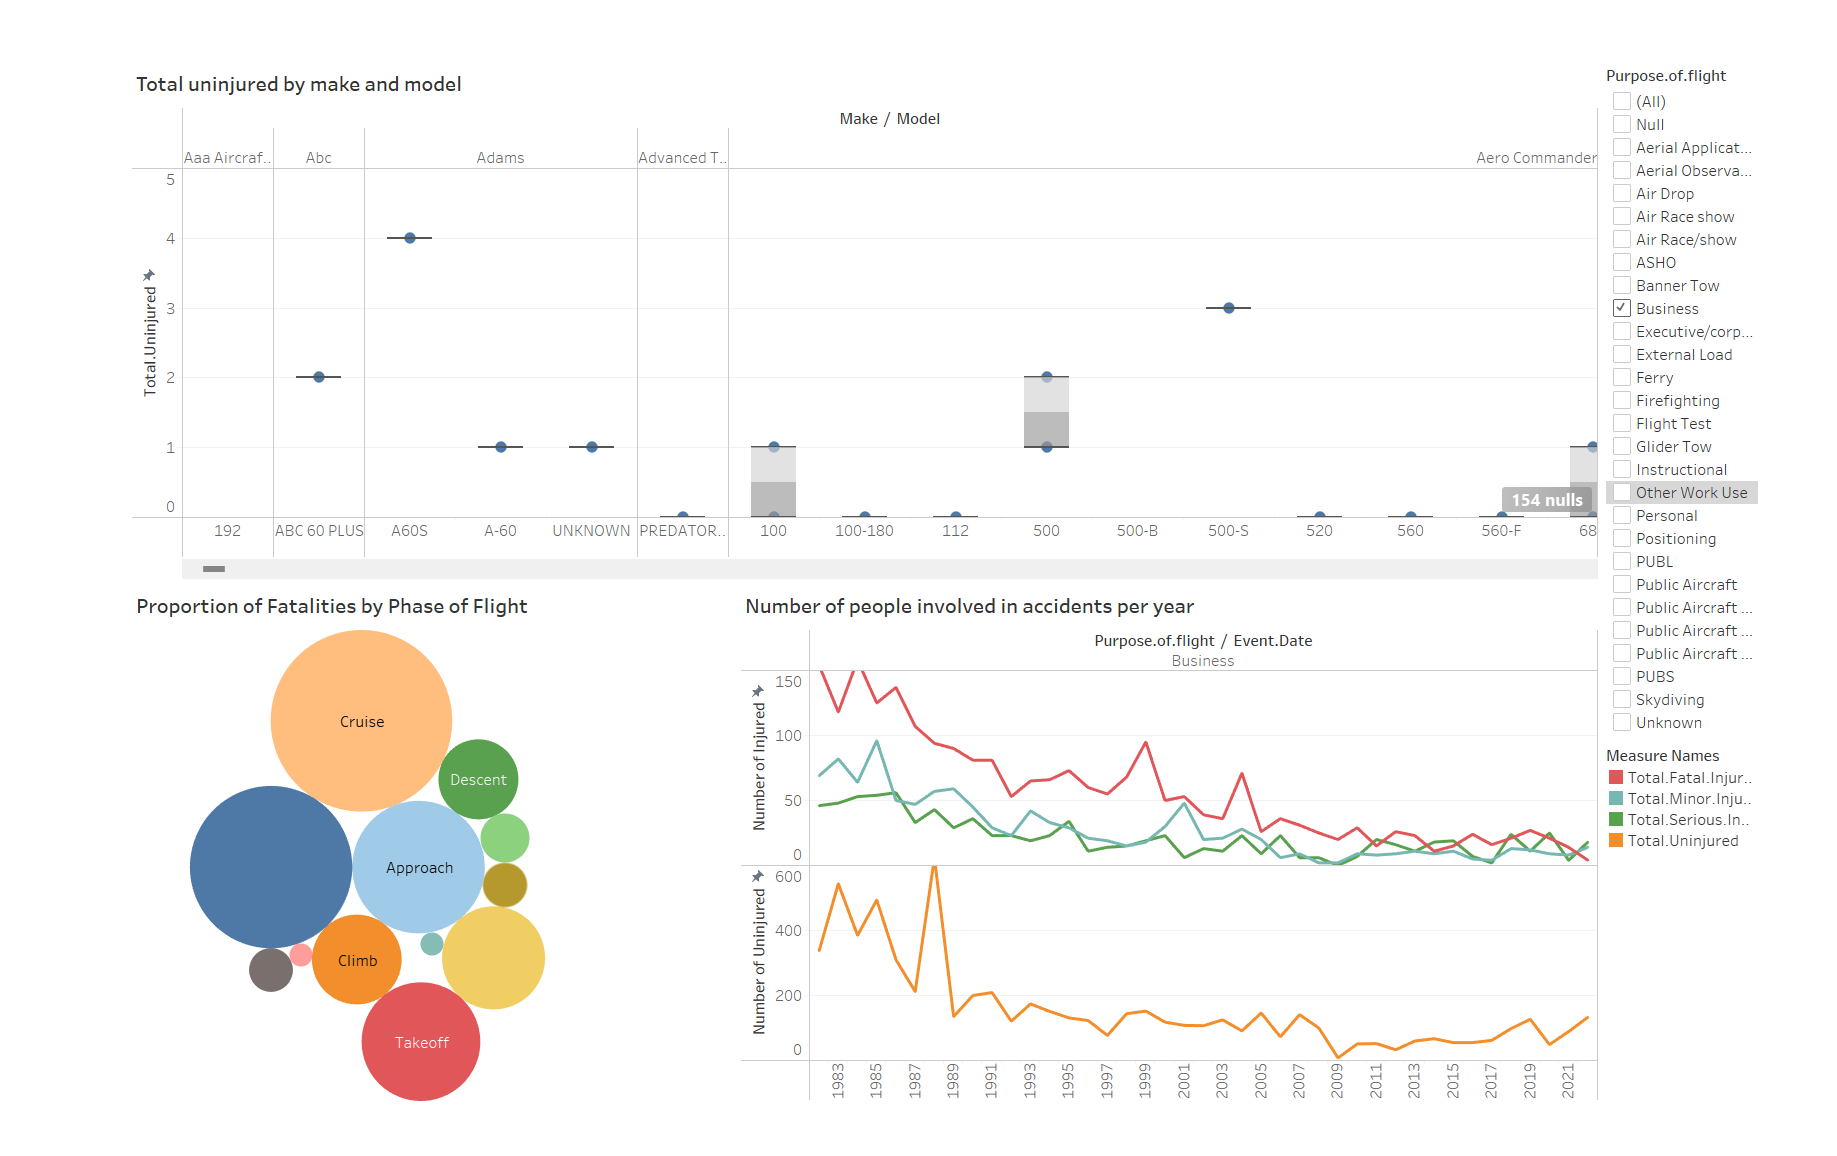 Total uninjured by make and model
Make / Model
Aaa Aircraf.. Abc Adams Advanced T.. Aero Commander
5
4
3
2
1
0
Total.Uninjured
154 nulls
192 ABC 60 PLUS A60S A-60 UNKNOWN PREDATOR.. 100 100-180 112 500 500-B 500-S 520 560 560-F 68
Proportion of Fatalities by Phase of Flight
Cruise
Descent
Approach
Climb
Takeoff
Number of people involved in accidents per year
Purpose.of.flight / Event.Date
Business
150
100
50
0
Number of Injured
600
400
200
0
Number of Uninjured
1983 1985 1987 1989 1991 1993 1995 1997 1999 2001 2003 2005 2007 2009 2011 2013 2015 2017 2019 2021
Purpose.of.flight
(All)
Null
Aerial Applicat...
Aerial Observa...
Air Drop
Air Race show
Air Race/show
ASHO
Banner Tow
Business
Executive/corp...
External Load
Ferry
Firefighting
Flight Test
Glider Tow
Instructional
Other Work Use
Personal
Positioning
PUBL
Public Aircraft
Public Aircraft ...
Public Aircraft ...
Public Aircraft ...
PUBS
Skydiving
Unknown
Measure Names
Total.Fatal.Injur..
Total.Minor.Inju..
Total.Serious.In..
Total.Uninjured